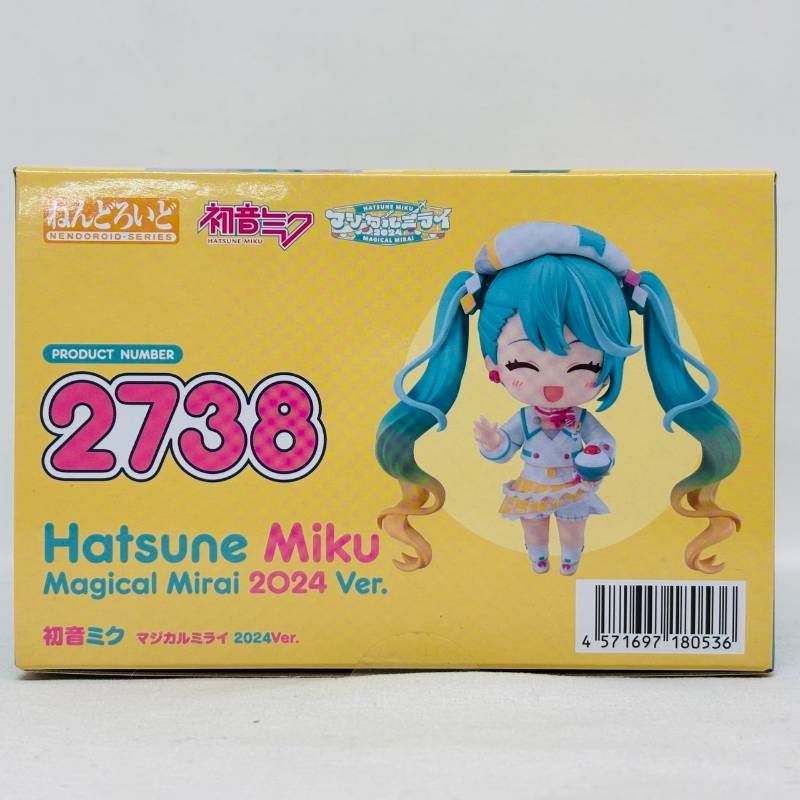 ねんどろいど
NENDOROID-SERIES
初音ミク
HATSUNE MIKU
HATSUNE MIKU
マジカルミライ
2024
MAGICAL MIRAI
PRODUCT NUMBER
2738
Hatsune Miku
Magical Mirai 2024 Ver.
初音ミク マジカルミライ 2024Ver.
4 571697 180536